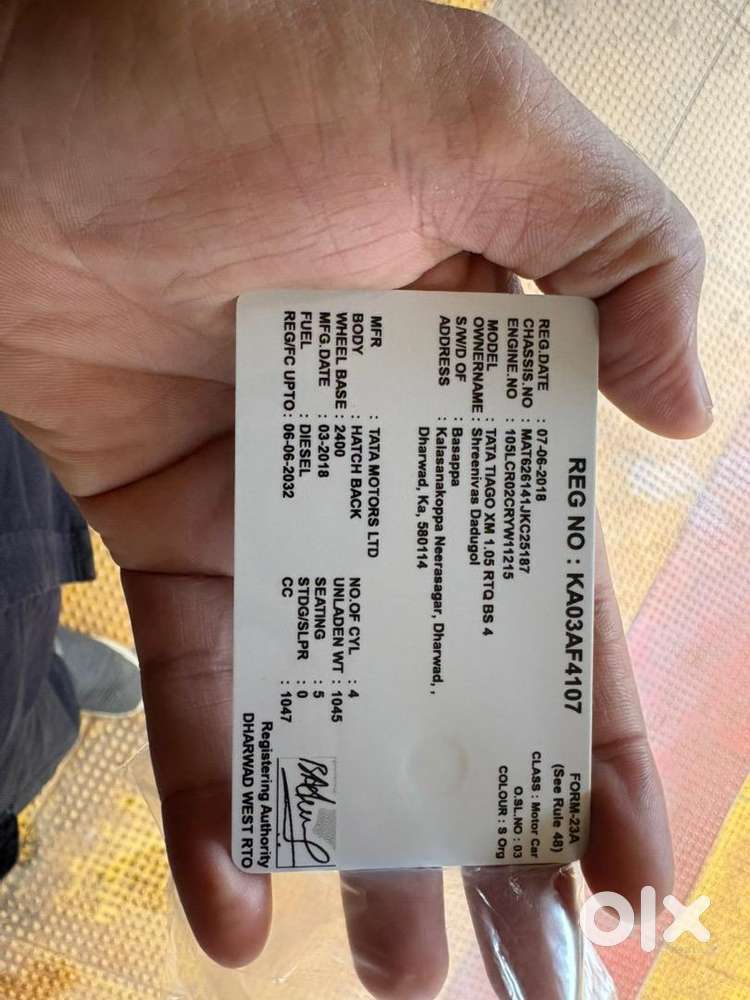 REG NO : KA03AF4107
FORM-23A
(See Rule 48)
REG.DATE : 07-06-2018
CLASS : Motor Car
CHASSIS.NO : MAT626141JKC25187
O.SL.NO : 03
ENGINE.NO : 105LCR02CRYW11215
COLOUR : S Org
MODEL : TATA TIAGO XM 1.05 RTQ BS 4
OWNERNAME : Shreenivas Dadugol
S/W/D OF : Basappa
ADDRESS : Kalasanakoppa Neerasagar, Dharwad, ,
Dharwad, Ka, 580114
MFR : TATA MOTORS LTD
NO.OF CYL : 4
BODY : HATCH BACK
UNLADEN WT : 1045
WHEEL BASE : 2400
SEATING : 5
MFG.DATE : 03-2018
STDG/SLPR : 0
FUEL : DIESEL
CC : 1047
REG/FC UPTO : 06-06-2032
Registering Authority
DHARWAD WEST RTO
olx